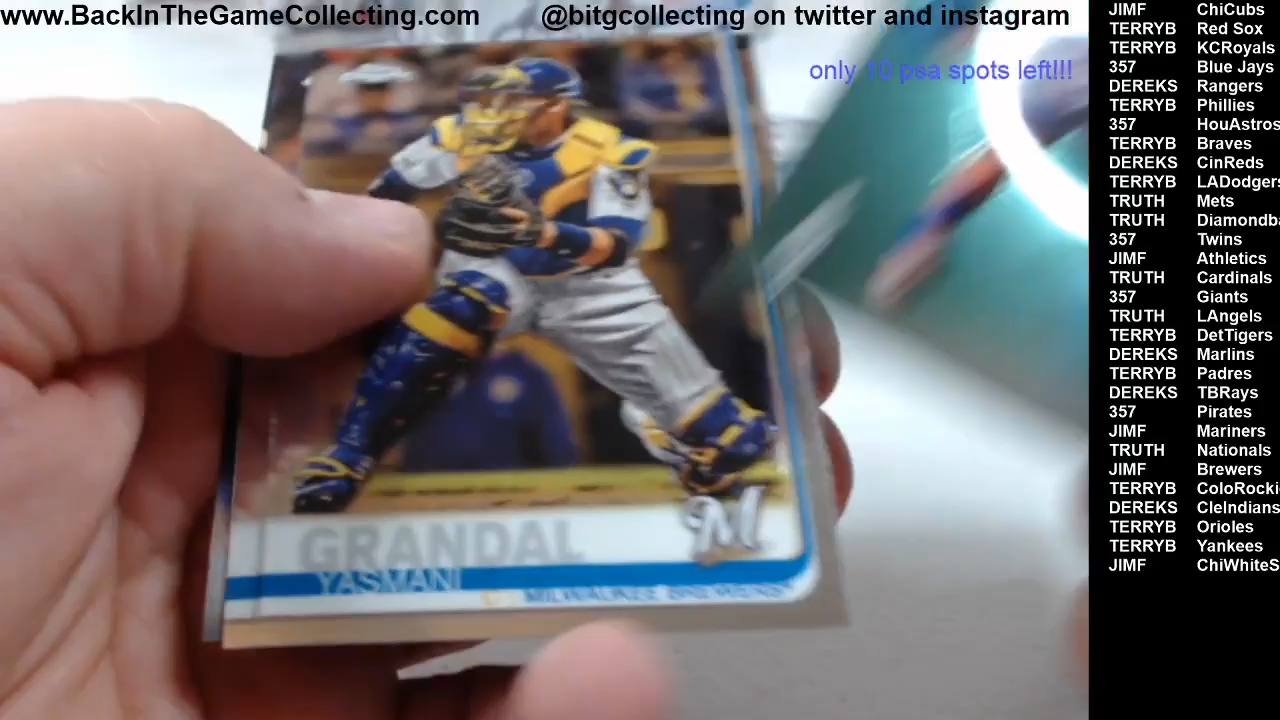 www.BackInTheGameCollecting.com
@bitgcollecting on twitter and instagram
only 10 psa spots left!!!
GRANDAL
YASMANI
C MILWAUKEE BREWERS
M
JIMF ChiCubs
TERRYB Red Sox
TERRYB KCRoyals
357 Blue Jays
DEREKS Rangers
TERRYB Phillies
357 HouAstros
TERRYB Braves
DEREKS CinReds
TERRYB LADodgers
TRUTH Mets
TRUTH Diamondba
357 Twins
JIMF Athletics
TRUTH Cardinals
357 Giants
TRUTH LAngels
TERRYB DetTigers
DEREKS Marlins
TERRYB Padres
DEREKS TBRays
357 Pirates
JIMF Mariners
TRUTH Nationals
JIMF Brewers
TERRYB ColoRocki
DEREKS CleIndians
TERRYB Orioles
TERRYB Yankees
JIMF ChiWhiteS